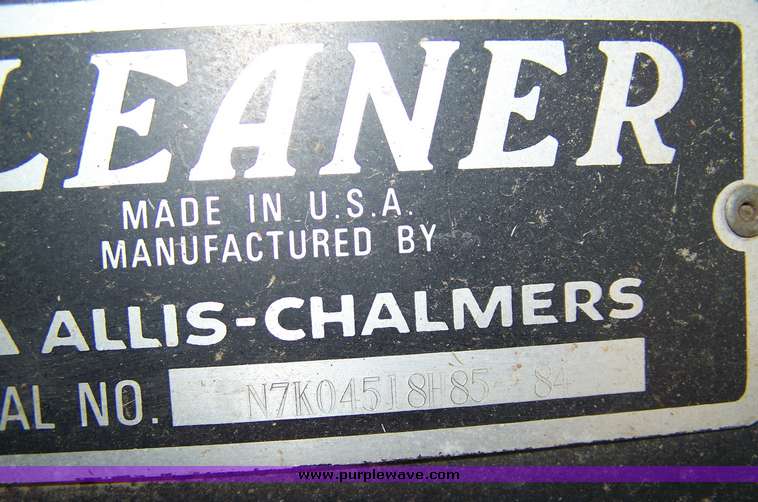 LEANER
MADE IN U.S.A.
MANUFACTURED BY
ALLIS-CHALMERS
AL NO. N7K04518H85 84
www.purplewave.com